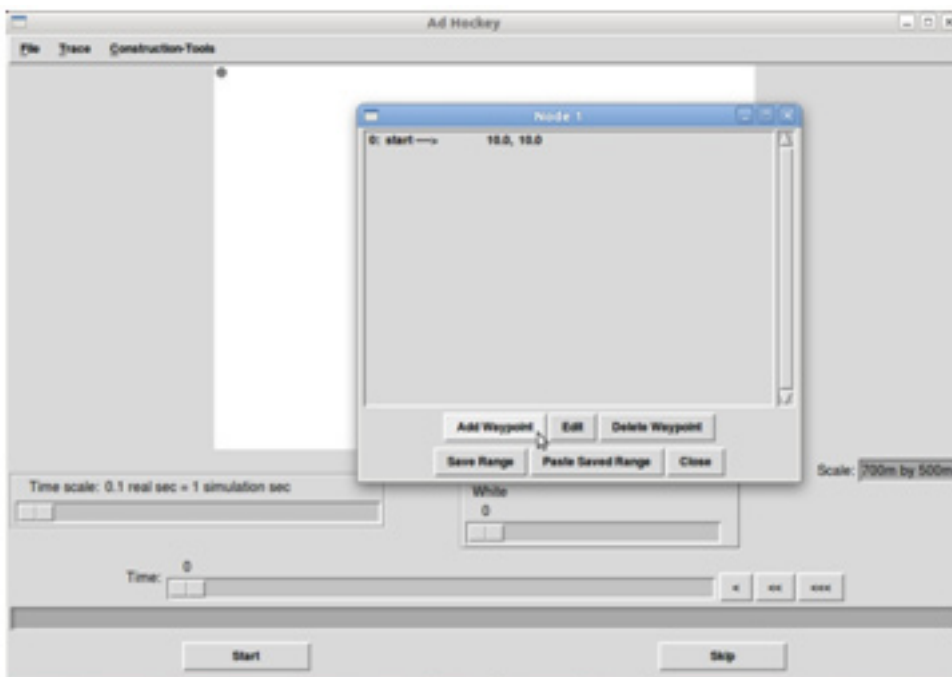 Ad Hockey
File Trace Construction-Tools
Node 1
0: start ---> 10.0, 10.0
Add Waypoint Edit Delete Waypoint
Save Range Paste Saved Range Close
Scale: 700m by 500m
Time scale: 0.1 real sec = 1 simulation sec
White
0
0
Time:
< << <<<
Start Skip